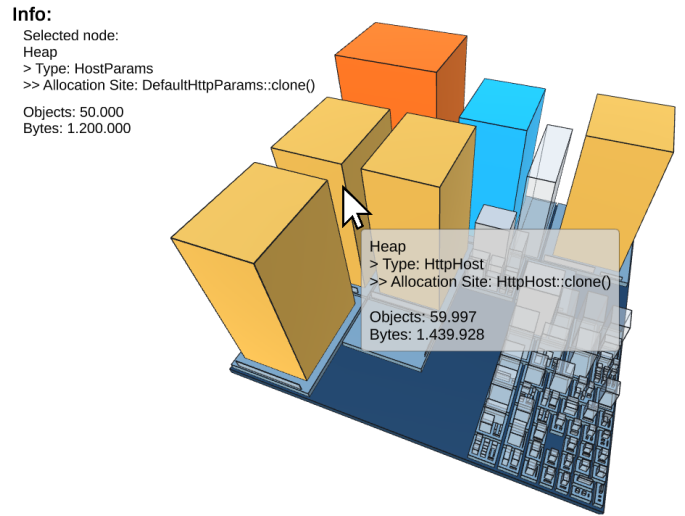 Info:
Selected node:
Heap
> Type: HostParams
>> Allocation Site: DefaultHttpParams::clone()
Objects: 50.000
Bytes: 1.200.000
Heap
> Type: HttpHost
>> Allocation Site: HttpHost::clone()
Objects: 59.997
Bytes: 1.439.928